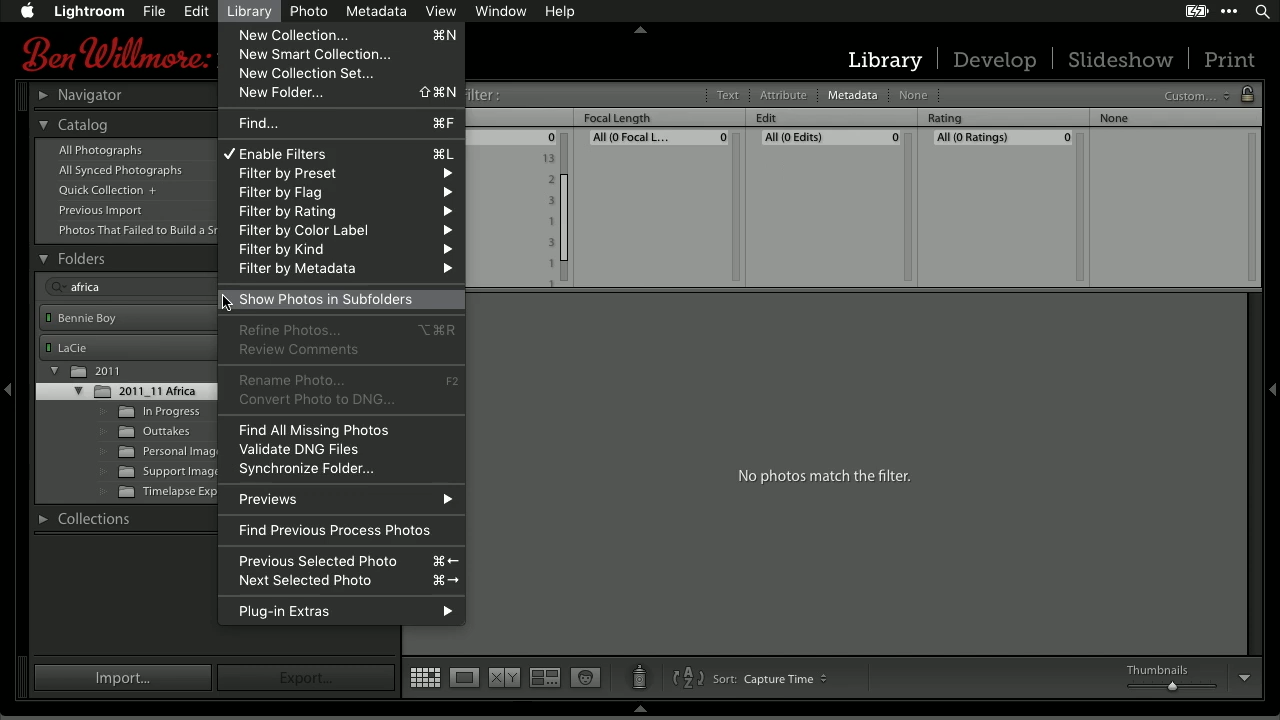 Lightroom File Edit Library Photo Metadata View Window Help
Ben Willmore:
Library Develop Slideshow Print
New Collection... ⌘N
New Smart Collection...
New Collection Set...
New Folder... ⇧⌘N
Find... ⌘F
✓ Enable Filters ⌘L
Filter by Preset
Filter by Flag
Filter by Rating
Filter by Color Label
Filter by Kind
Filter by Metadata
Show Photos in Subfolders
Refine Photos... ⌥⌘R
Review Comments
Rename Photo... F2
Convert Photo to DNG...
Find All Missing Photos
Validate DNG Files
Synchronize Folder...
Previews
Find Previous Process Photos
Previous Selected Photo ⌘←
Next Selected Photo ⌘→
Plug-in Extras
Navigator
Catalog
All Photographs
All Synced Photographs
Quick Collection +
Previous Import
Photos That Failed to Build a
Folders
africa
Bennie Boy
LaCie
2011
2011_11 Africa
In Progress
Outtakes
Personal
Support
Timelapse
Collections
Import...
Export...
Text Attribute Metadata None
Custom...
Focal Length Edit Rating None
0 All (0 Focal L... 0 All (0 Edits) 0 All (0 Ratings) 0
13
2
3
1
3
1
No photos match the filter.
XY
Sort: Capture Time
Thumbnails